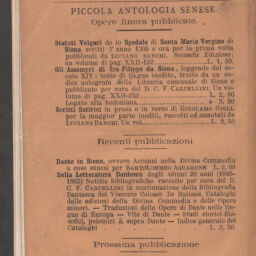 PICCOLA ANTOLOGIA SENESE
Opere finora pubblicate.
Statuti Volgari de lo Spedale di Santa Maria Vergine di
Siena scritti l'anno 1305 e ora per la prima volta
pubblicati da LUCIANO BANCHI. Seconda Edizione:
un volume di pag. XXII-192. L. 4, 50
Gli Assempri di fra Filippo da Siena, leggende del se-
colo XIV: testo di lingua inedito, tratto da un co-
dice autografo della Libreria comunale di Siena e
pubblicato per cura del D. C. F. CARPELLINI. Un vo-
lume di pag. XXII-252. L. 2, 80
Legato alla bodoniana » 3, 50
Scritti Satirici in prosa e in verso di GIROLAMO GIGLI,
per la maggior parte inediti, raccolti ed annotati da
LUCIANO BANCHI. Un vol. L. 2, 50
Recenti pubblicazioni
Dante in Siena, ovvero Accenni nella Divina Commedia
a cose sanesi per BARTOLOMMEO AQUARONE L. 2, 00
Della Letteratura Dantesca degli ultimi 20 anni (1845-
1865) Notizie bibliografiche raccolte per cura del D.
C. F. CARPELLINI in continuazione della Bibliografia
Dantesca del Visconte Colomb De Batines. Cataloghi
delle edizioni della Divina Commedia e delle Opere
minori. — Traduzioni delle Opere di Dante nelle lin-
gue di Europa — Vite di Dante — Studi storici filo-
sofici, polemici & sopra Dante — Indice generale dei
Cataloghi L. 3, 50
Prossima pubblicazione